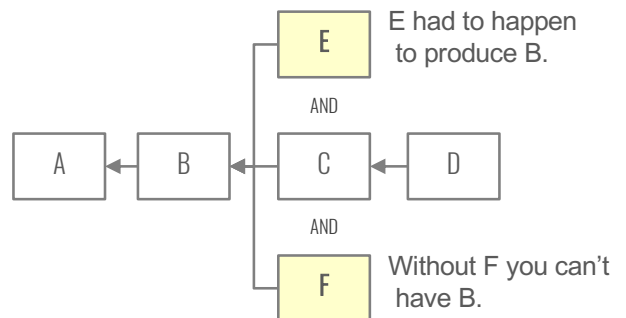 E
E had to happen
to produce B.
AND
A
B
C
D
AND
F
Without F you can't
have B.